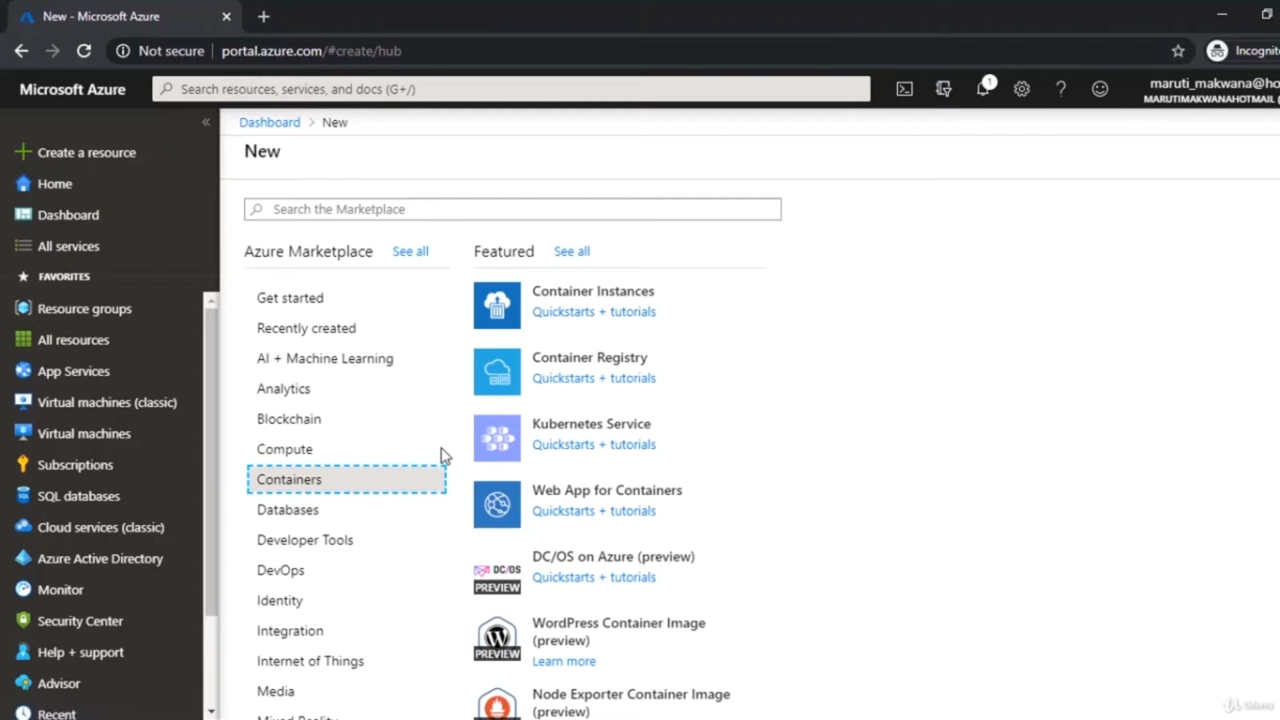 New - Microsoft Azure
Not secure
portal.azure.com/#create/hub
Incognito
Microsoft Azure
Search resources, services, and docs (G+/)
1
maruti_makwana@ho
MARUTIMAKWANAHOTMAIL (
Create a resource
Home
Dashboard
All services
FAVORITES
Resource groups
All resources
App Services
Virtual machines (classic)
Virtual machines
Subscriptions
SQL databases
Cloud services (classic)
Azure Active Directory
Monitor
Security Center
Help + support
Advisor
Recent
Dashboard > New
New
Search the Marketplace
Azure Marketplace See all
Get started
Recently created
AI + Machine Learning
Analytics
Blockchain
Compute
Containers
Databases
Developer Tools
DevOps
Identity
Integration
Internet of Things
Media
Mixed Reality
Featured See all
Container Instances
Quickstarts + tutorials
Container Registry
Quickstarts + tutorials
Kubernetes Service
Quickstarts + tutorials
Web App for Containers
Quickstarts + tutorials
DC/OS
PREVIEW
DC/OS on Azure (preview)
Quickstarts + tutorials
PREVIEW
WordPress Container Image
(preview)
Learn more
Node Exporter Container Image
(preview)
Udemy